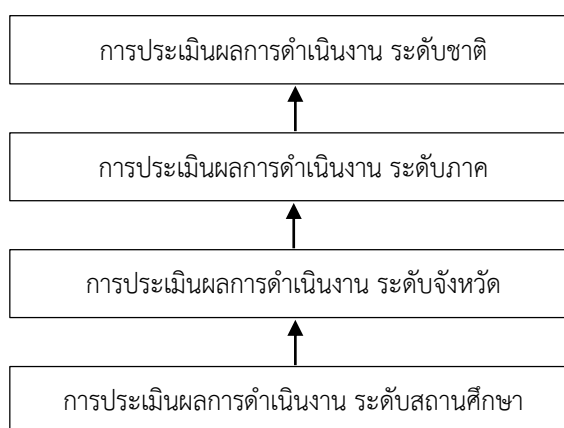 การประเมินผลการดำเนินงาน ระดับชาติ
การประเมินผลการดำเนินงาน ระดับภาค
การประเมินผลการดำเนินงาน ระดับจังหวัด
การประเมินผลการดำเนินงาน ระดับสถานศึกษา